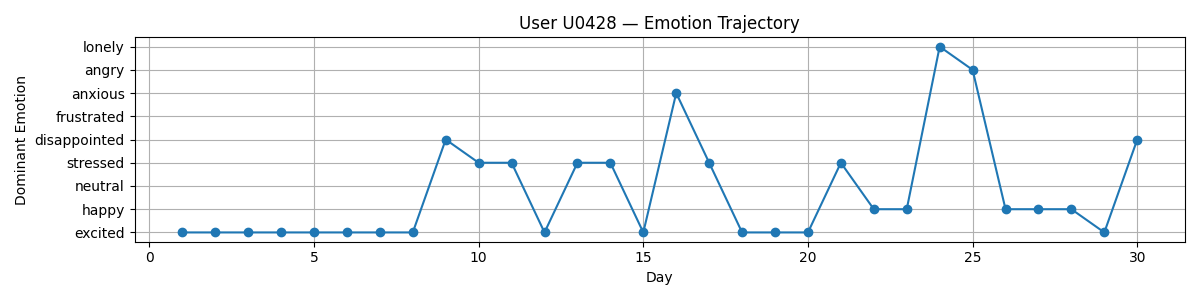 User U0428 — Emotion Trajectory
Dominant Emotion
lonely
angry
anxious
frustrated
disappointed
stressed
neutral
happy
excited
0 5 10 15 20 25 30
Day